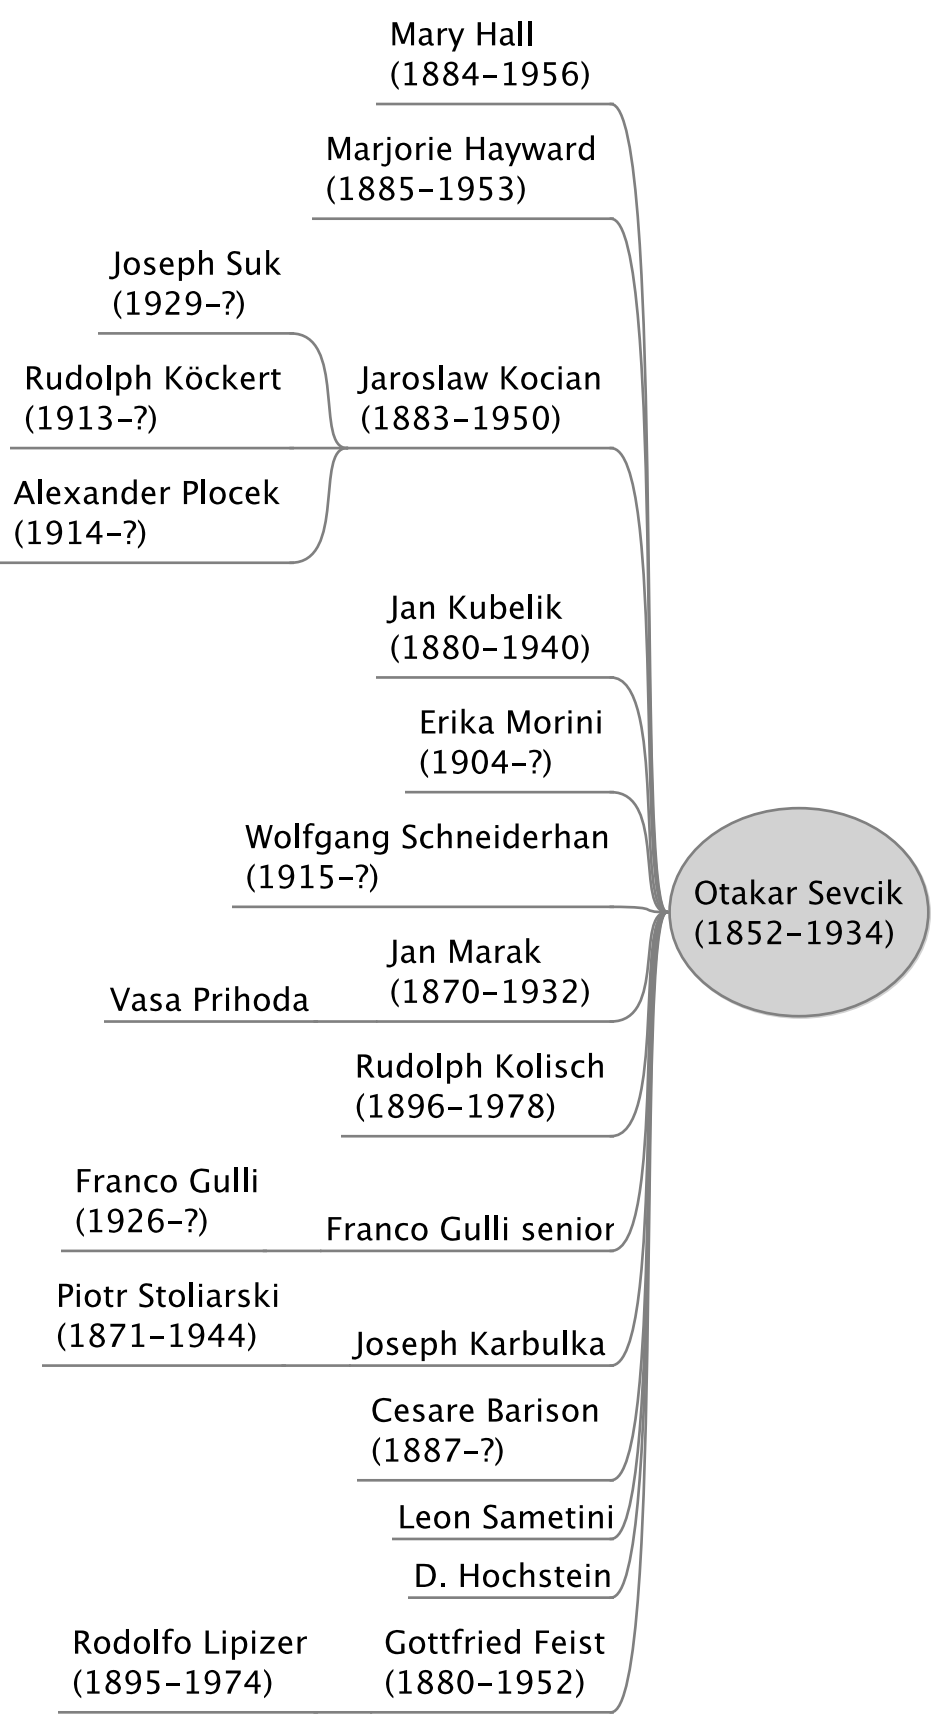 Mary Hall
(1884–1956)
Marjorie Hayward
(1885–1953)
Joseph Suk
(1929–?)
Rudolph Köckert
(1913–?)
Alexander Plocek
(1914–?)
Jaroslaw Kocian
(1883–1950)
Jan Kubelik
(1880–1940)
Erika Morini
(1904–?)
Wolfgang Schneiderhan
(1915–?)
Vasa Prihoda
Jan Marak
(1870–1932)
Rudolph Kolisch
(1896–1978)
Franco Gulli
(1926–?)
Franco Gulli senior
Piotr Stoliarski
(1871–1944)
Joseph Karbulka
Cesare Barison
(1887–?)
Leon Sametini
D. Hochstein
Rodolfo Lipizer
(1895–1974)
Gottfried Feist
(1880–1952)
Otakar Sevcik
(1852–1934)